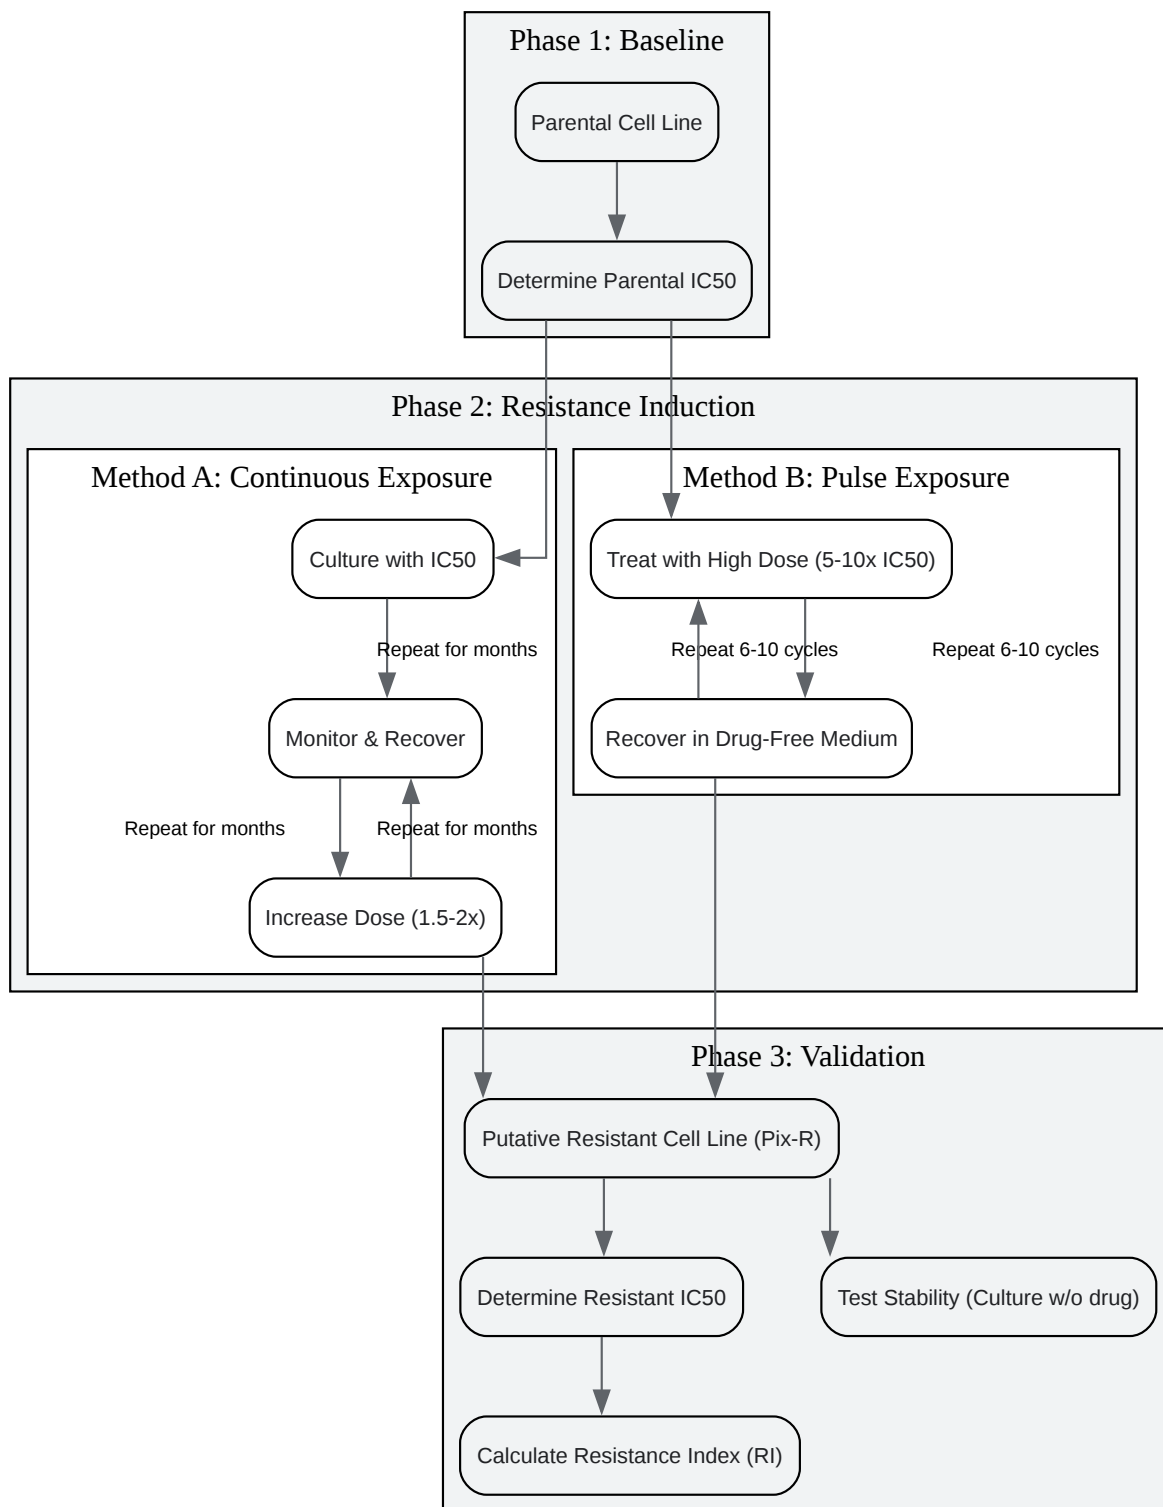 Phase 1: Baseline
Parental Cell Line
Determine Parental IC50
Phase 2: Resistance Induction
Method A: Continuous Exposure
Culture with IC50
Repeat for months
Monitor & Recover
Repeat for months
Repeat for months
Increase Dose (1.5-2x)
Method B: Pulse Exposure
Treat with High Dose (5-10x IC50)
Repeat 6-10 cycles
Repeat 6-10 cycles
Recover in Drug-Free Medium
Phase 3: Validation
Putative Resistant Cell Line (Pix-R)
Determine Resistant IC50
Test Stability (Culture w/o drug)
Calculate Resistance Index (RI)